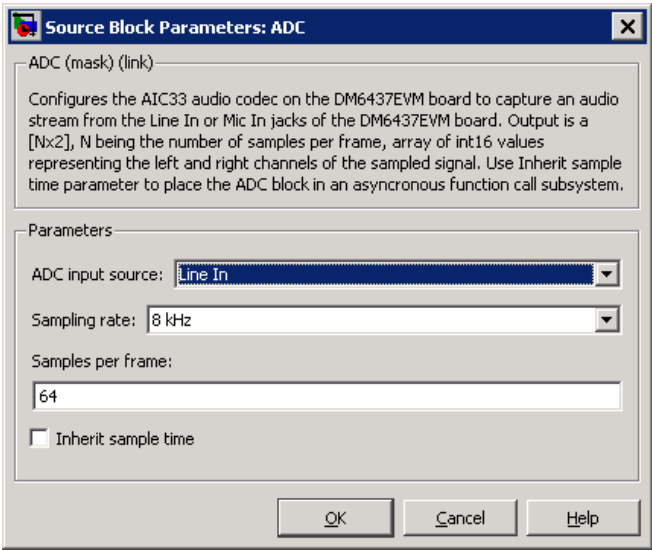 Source Block Parameters: ADC
ADC (mask) (link)
Configures the AIC33 audio codec on the DM6437EVM board to capture an audio
stream from the Line In or Mic In jacks of the DM6437EVM board. Output is a
[Nx2], N being the number of samples per frame, array of int16 values
representing the left and right channels of the sampled signal. Use Inherit sample
time parameter to place the ADC block in an asyncronous function call subsystem.
Parameters
ADC input source: Line In
Sampling rate: 8 kHz
Samples per frame:
64
Inherit sample time
OK Cancel Help